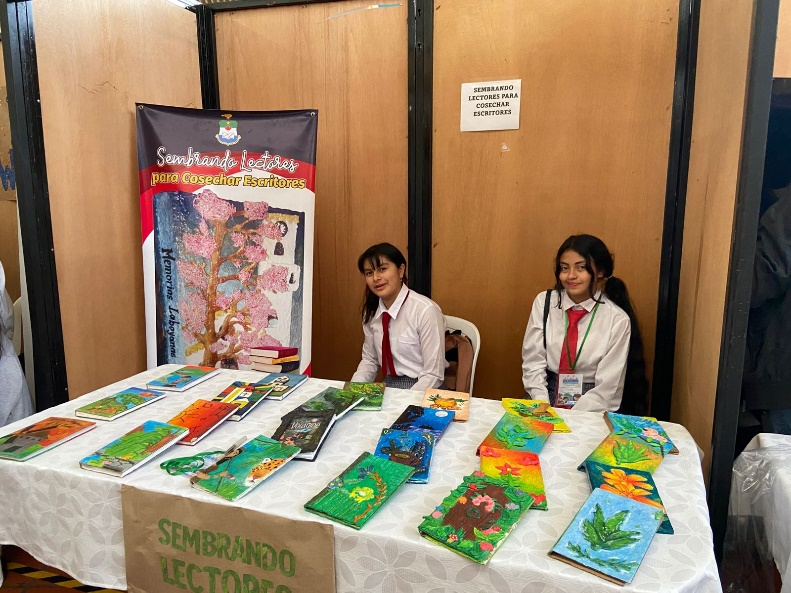 Sembrando Lectores
para Cosechar Escritores
Memorias Laboyanas
SEMBRANDO
LECTORES PARA
COSECHAR
ESCRITORES
SEMBRANDO
LECTORES